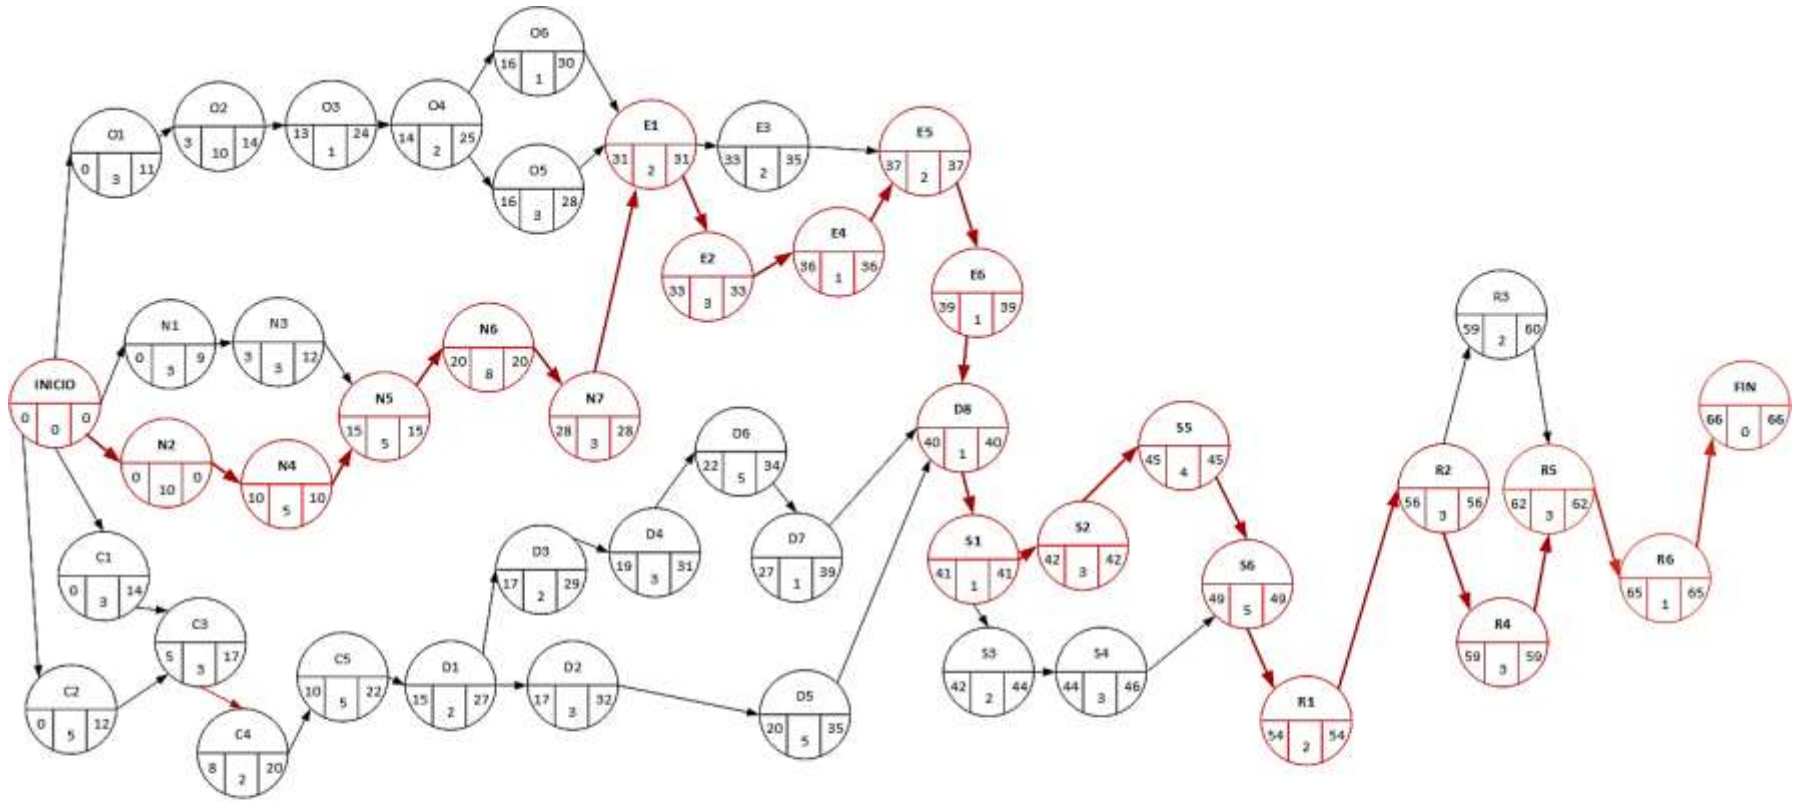 O6
16 1 30
O2
3 10 14
O3
13 1 24
O4
14 2 25
O1
0 3 11
E1
31 2 31
E3
33 2 35
E5
37 2 37
O5
16 3 28
E4
36 1 36
E2
33 3 33
E6
39 1 39
N1
0 3 9
N3
3 3 12
N6
20 8 20
R3
59 2 60
INICIO
0 0 0
N5
15 5 15
N7
28 3 28
D8
40 1 40
FIN
66 0 66
N2
0 10 0
N4
10 5 10
D6
22 5 34
S5
45 4 45
R2
56 3 56
R5
62 3 62
C1
0 3 14
D3
17 2 29
D4
19 3 31
D7
27 1 39
S1
41 1 41
S2
42 3 42
S6
49 5 49
R6
65 1 65
C3
5 3 17
R4
59 3 59
C5
10 5 22
D1
15 2 27
D2
17 3 32
S3
42 2 44
S4
44 3 46
C2
0 5 12
D5
20 5 35
R1
54 2 54
C4
8 2 20